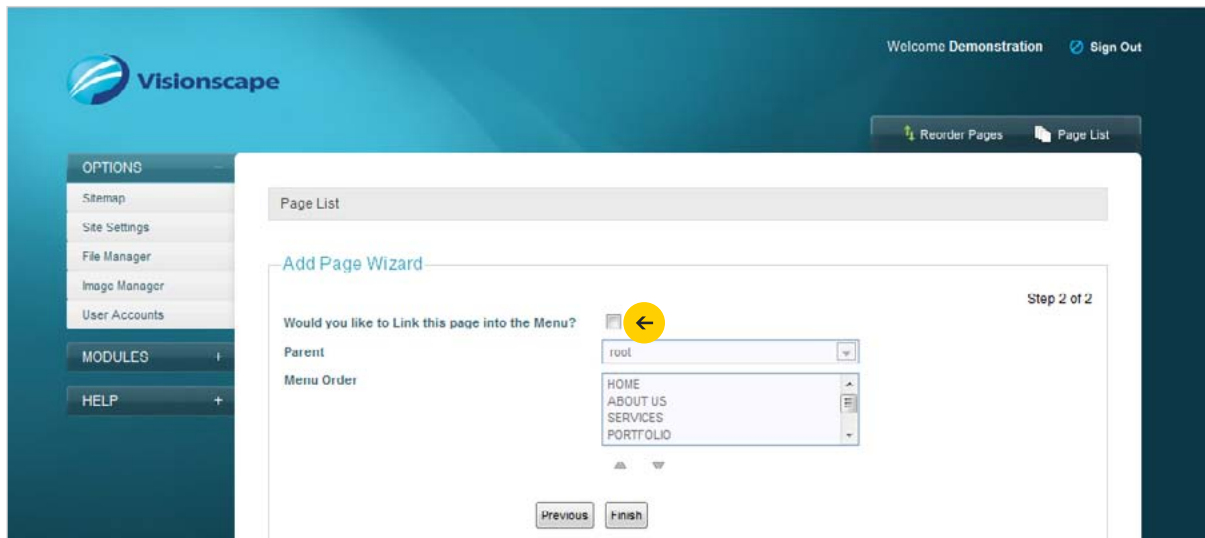 Welcome Demonstration
Sign Out
Visionscape
Reorder Pages
Page List
OPTIONS
Sitemap
Site Settings
File Manager
Image Manager
User Accounts
MODULES
HELP
Page List
Add Page Wizard
Step 2 of 2
Would you like to Link this page into the Menu?
Parent
root
Menu Order
HOME
ABOUT US
SERVICES
PORTFOLIO
Previous
Finish